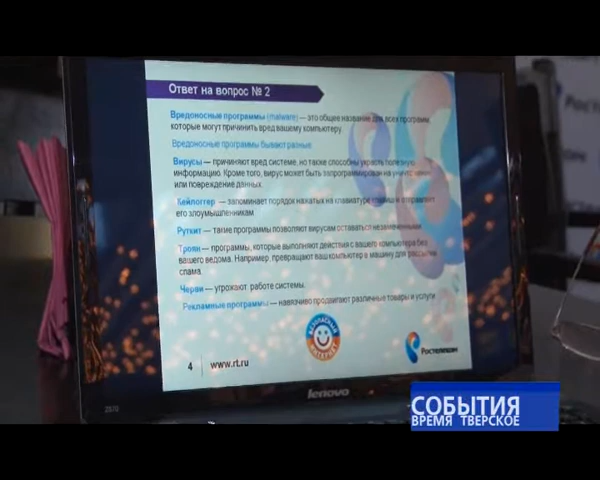 Ответ на вопрос № 2
Вредоносные программы (malware) — это общее название для всех программ,
которые могут причинить вред вашему компьютеру.
Вредоносные программы бывают разные:
Вирусы — причиняют вред системе, но также способны украсть полезную
информацию. Кроме того, вирус может быть запрограммирован на уничтожение
или повреждение данных.
Кейлоггер — запоминает порядок нажатых на клавиатуре клавиш и отправляет
его злоумышленникам
Руткит — такие программы позволяют вирусам оставаться незамеченными
Троян — программы, которые выполняют действия с вашего компьютера без
вашего ведома. Например, превращают ваш компьютер в машину для рассылки
спама.
Черви — угрожают работе системы.
Рекламные программы — навязчиво продвигают различные товары и услуги
БЕЗОПАСНЫЙ
ИНТЕРНЕТ
4
www.rt.ru
Ростелеком
lenovo
СОБЫТИЯ
ВРЕМЯ ТВЕРСКОЕ